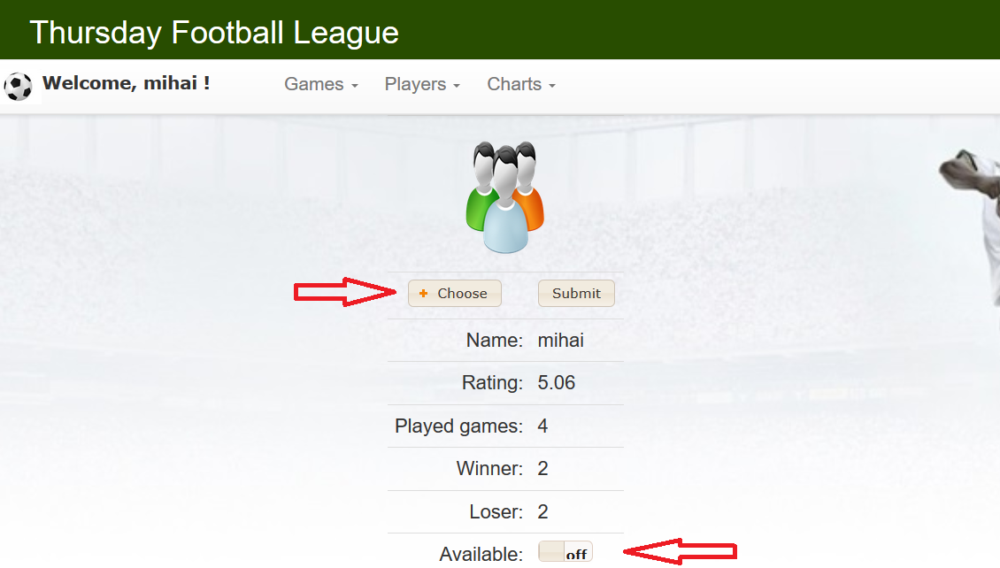 Thursday Football League
Welcome, mihai ! Games Players Charts
Choose Submit
Name: mihai
Rating: 5.06
Played games: 4
Winner: 2
Loser: 2
Available: off